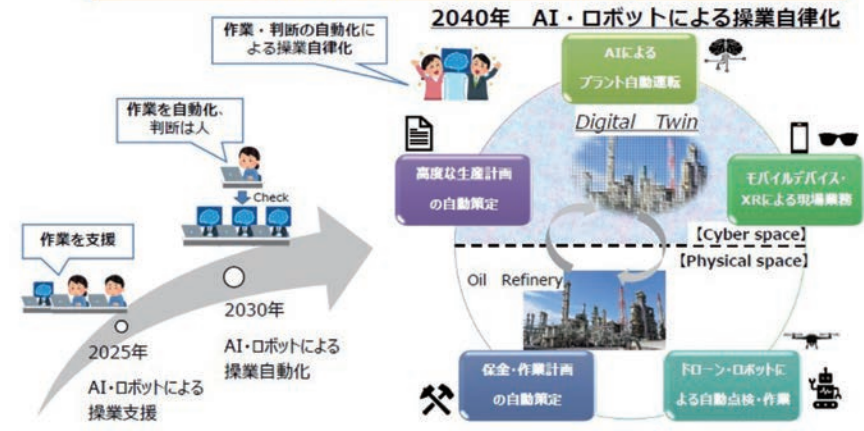 2040年 AI・ロボットによる操業自律化
作業・判断の自動化に
よる操業自律化
作業を自動化、
判断は人
Check
作業を支援
2025年
AI・ロボットによる
操業支援
2030年
AI・ロボットによる
操業自動化
AIによる
プラント自動運転
Digital Twin
高度な生産計画
の自動策定
モバイルデバイス・
XRによる現場業務
【Cyber space】
【Physical space】
Oil Refinery
保全・作業計画
の自動策定
ドローン・ロボットに
よる自動点検・作業